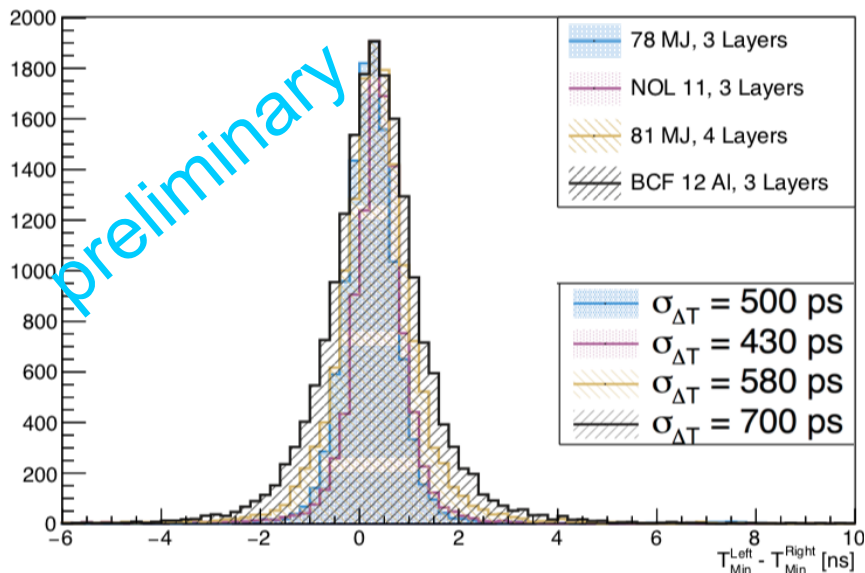 2000
1800
1600
1400
1200
1000
800
600
400
200
0
−6
−4
−2
0
2
4
6
8
10
T_Min^Left - T_Min^Right [ns]
preliminary
78 MJ, 3 Layers
NOL 11, 3 Layers
81 MJ, 4 Layers
BCF 12 Al, 3 Layers
σ_ΔT = 500 ps
σ_ΔT = 430 ps
σ_ΔT = 580 ps
σ_ΔT = 700 ps